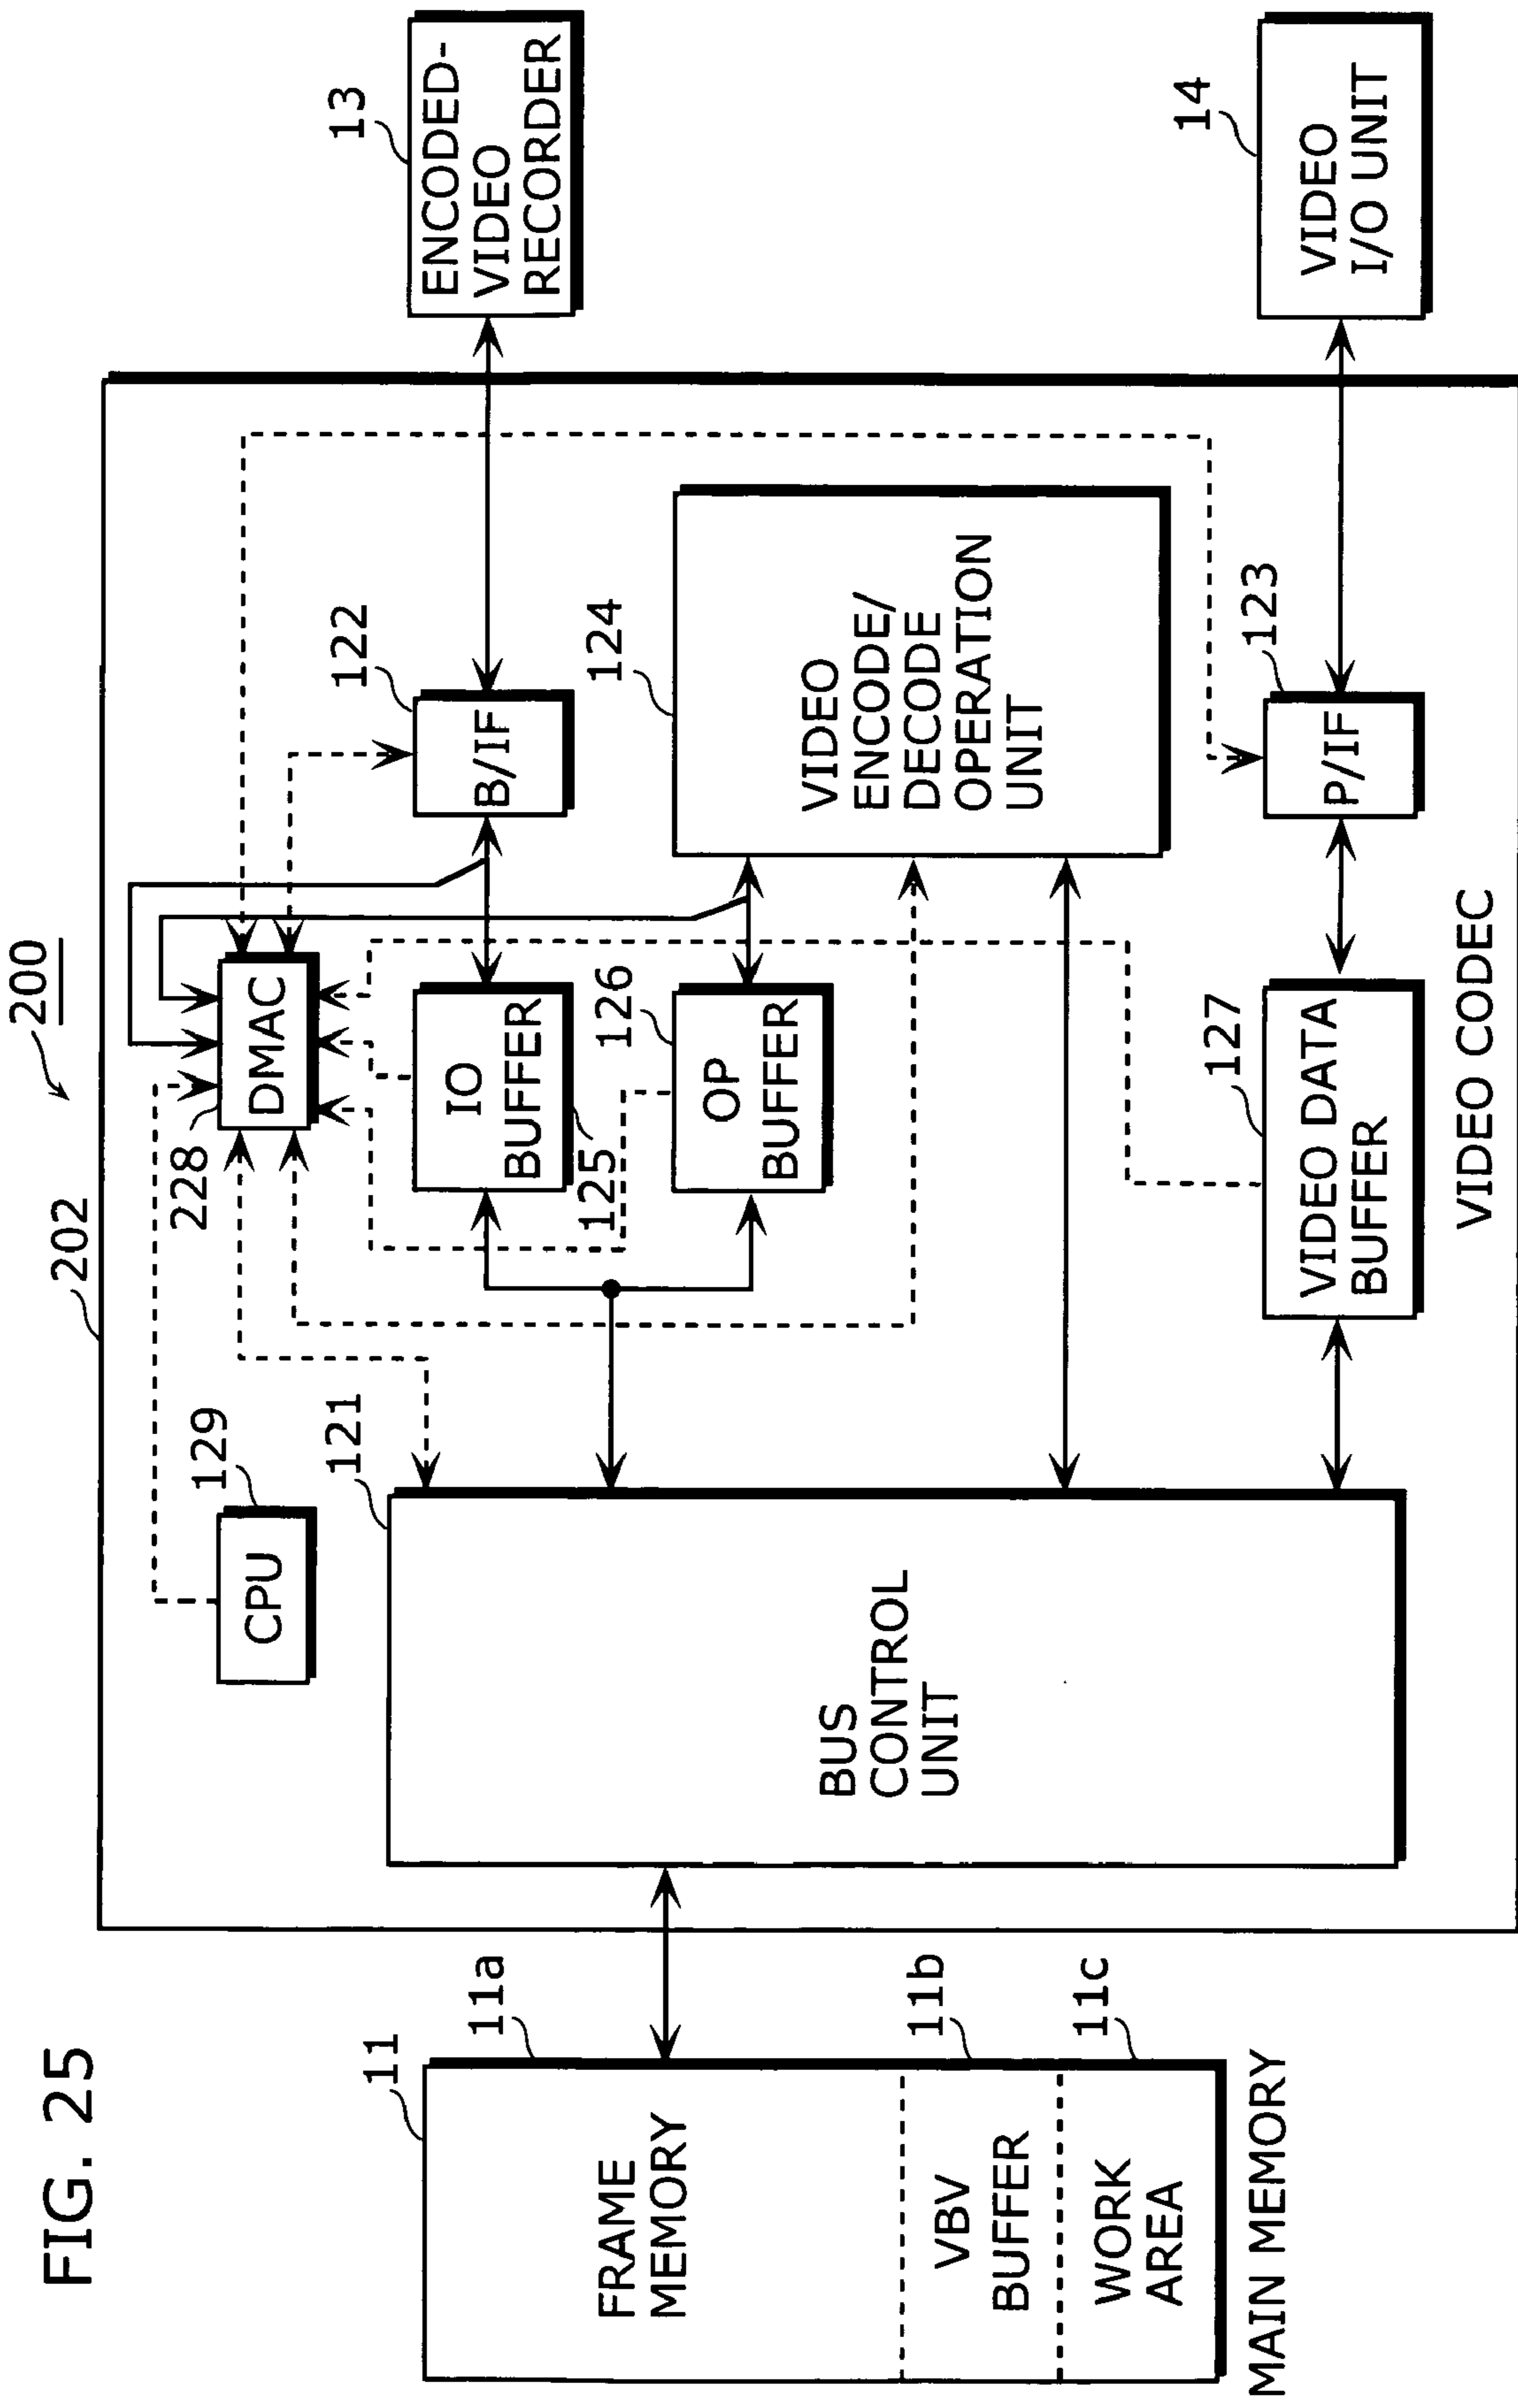 FIG. 25
200
202
11
11a
FRAME
MEMORY
11b
VBV
BUFFER
11c
WORK
AREA
MAIN MEMORY
129
CPU
121
BUS
CONTROL
UNIT
228
DMAC
IO
BUFFER
125
126
OP
BUFFER
127
VIDEO DATA
BUFFER
122
B/IF
124
VIDEO
ENCODE/
DECODE
OPERATION
UNIT
123
P/IF
VIDEO CODEC
13
ENCODED-
VIDEO
RECORDER
14
VIDEO
I/O UNIT